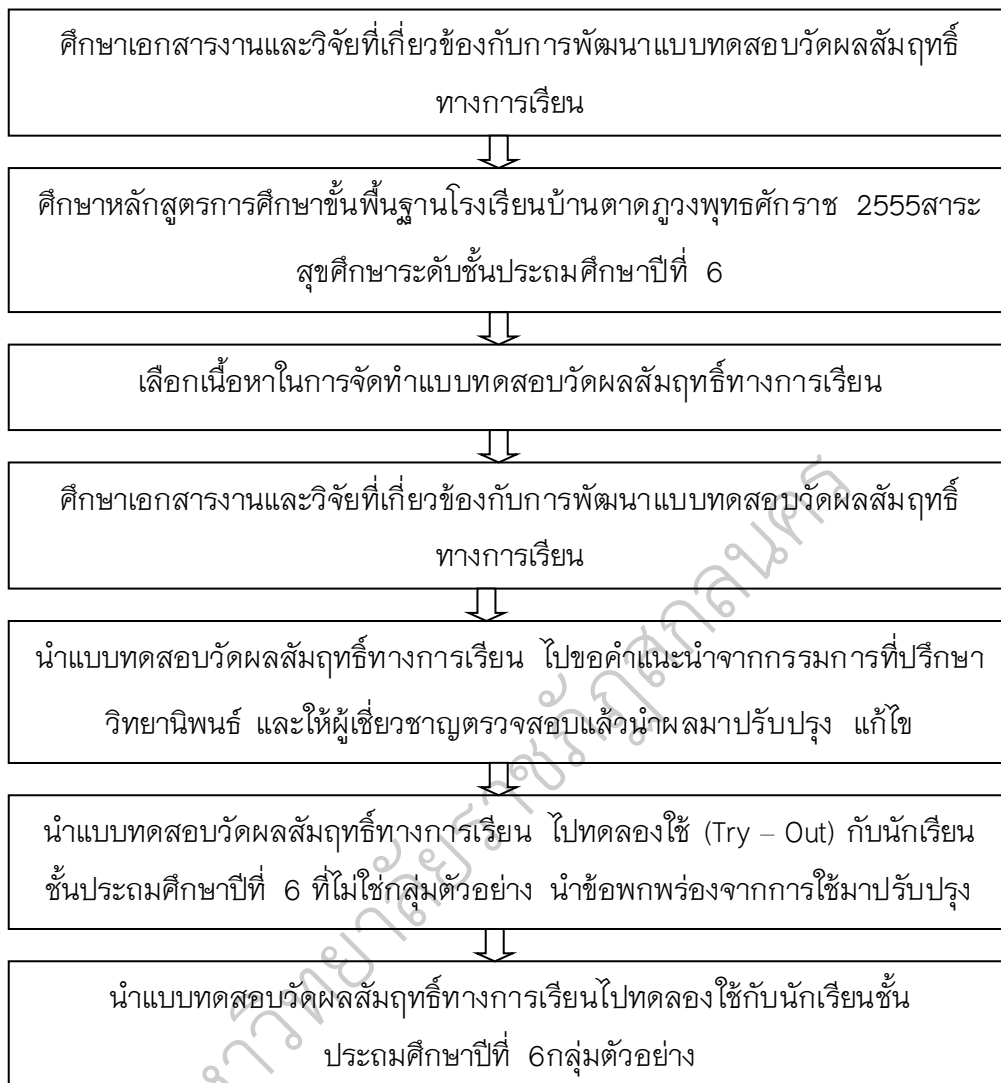 ศึกษาเอกสารงานและวิจัยที่เกี่ยวข้องกับการพัฒนาแบบทดสอบวัดผลสัมฤทธิ์
ทางการเรียน
ศึกษาหลักสูตรการศึกษาขั้นพื้นฐานโรงเรียนบ้านตาดภูวงพุทธศักราช 2555สาระ
สุขศึกษาระดับชั้นประถมศึกษาปีที่ 6
เลือกเนื้อหาในการจัดทำแบบทดสอบวัดผลสัมฤทธิ์ทางการเรียน
ศึกษาเอกสารงานและวิจัยที่เกี่ยวข้องกับการพัฒนาแบบทดสอบวัดผลสัมฤทธิ์
ทางการเรียน
นำแบบทดสอบวัดผลสัมฤทธิ์ทางการเรียน ไปขอคำแนะนำจากกรรมการที่ปรึกษา
วิทยานิพนธ์ และให้ผู้เชี่ยวชาญตรวจสอบแล้วนำผลมาปรับปรุง แก้ไข
นำแบบทดสอบวัดผลสัมฤทธิ์ทางการเรียน ไปทดลองใช้ (Try – Out) กับนักเรียน
ชั้นประถมศึกษาปีที่ 6 ที่ไม่ใช่กลุ่มตัวอย่าง นำข้อพกพร่องจากการใช้มาปรับปรุง
นำแบบทดสอบวัดผลสัมฤทธิ์ทางการเรียนไปทดลองใช้กับนักเรียนชั้น
ประถมศึกษาปีที่ 6กลุ่มตัวอย่าง
าวิทยาลัยราชภัฏสกลนคร